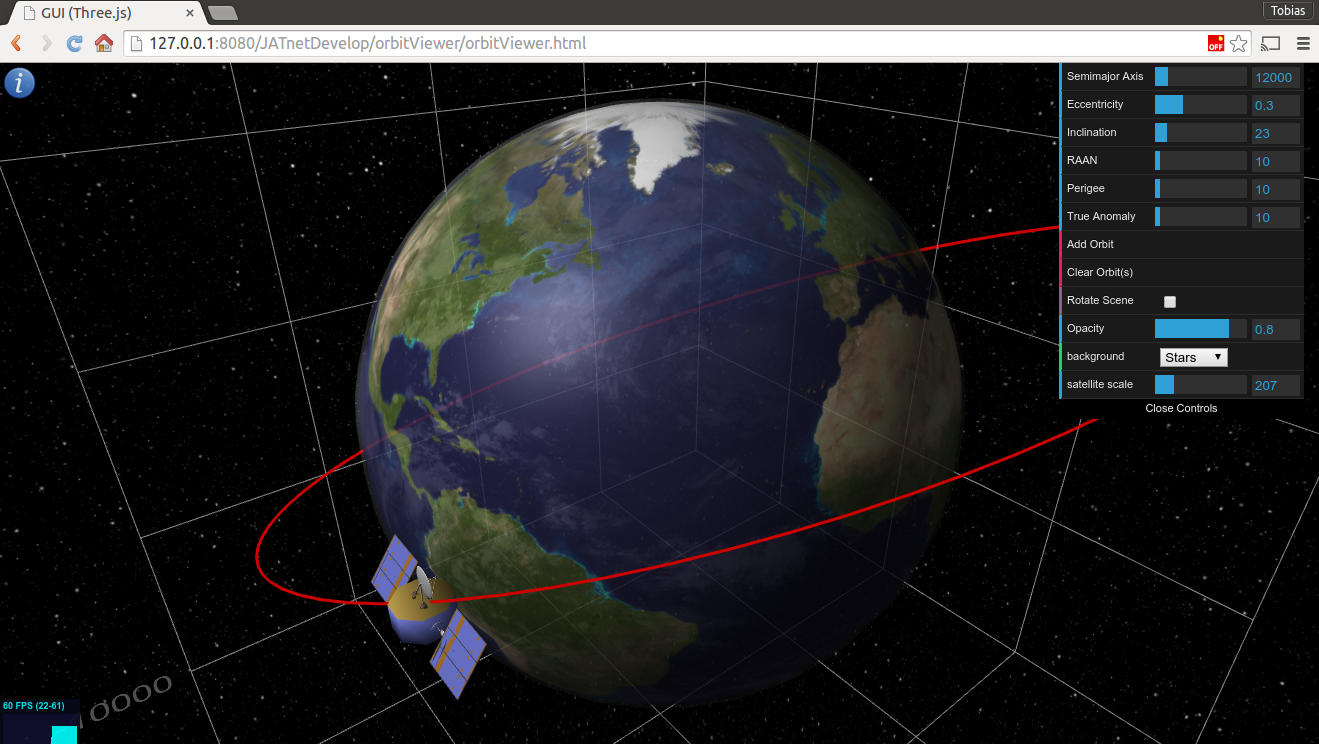 GUI (Three.js)
Tobias
127.0.0.1:8080/JATnetDevelop/orbitViewer/orbitViewer.html
OFF
i
Semimajor Axis 12000
Eccentricity 0.3
Inclination 23
RAAN 10
Perigee 10
True Anomaly 10
Add Orbit
Clear Orbit(s)
Rotate Scene
Opacity 0.8
background Stars
satellite scale 207
Close Controls
60 FPS (22-61)
10000